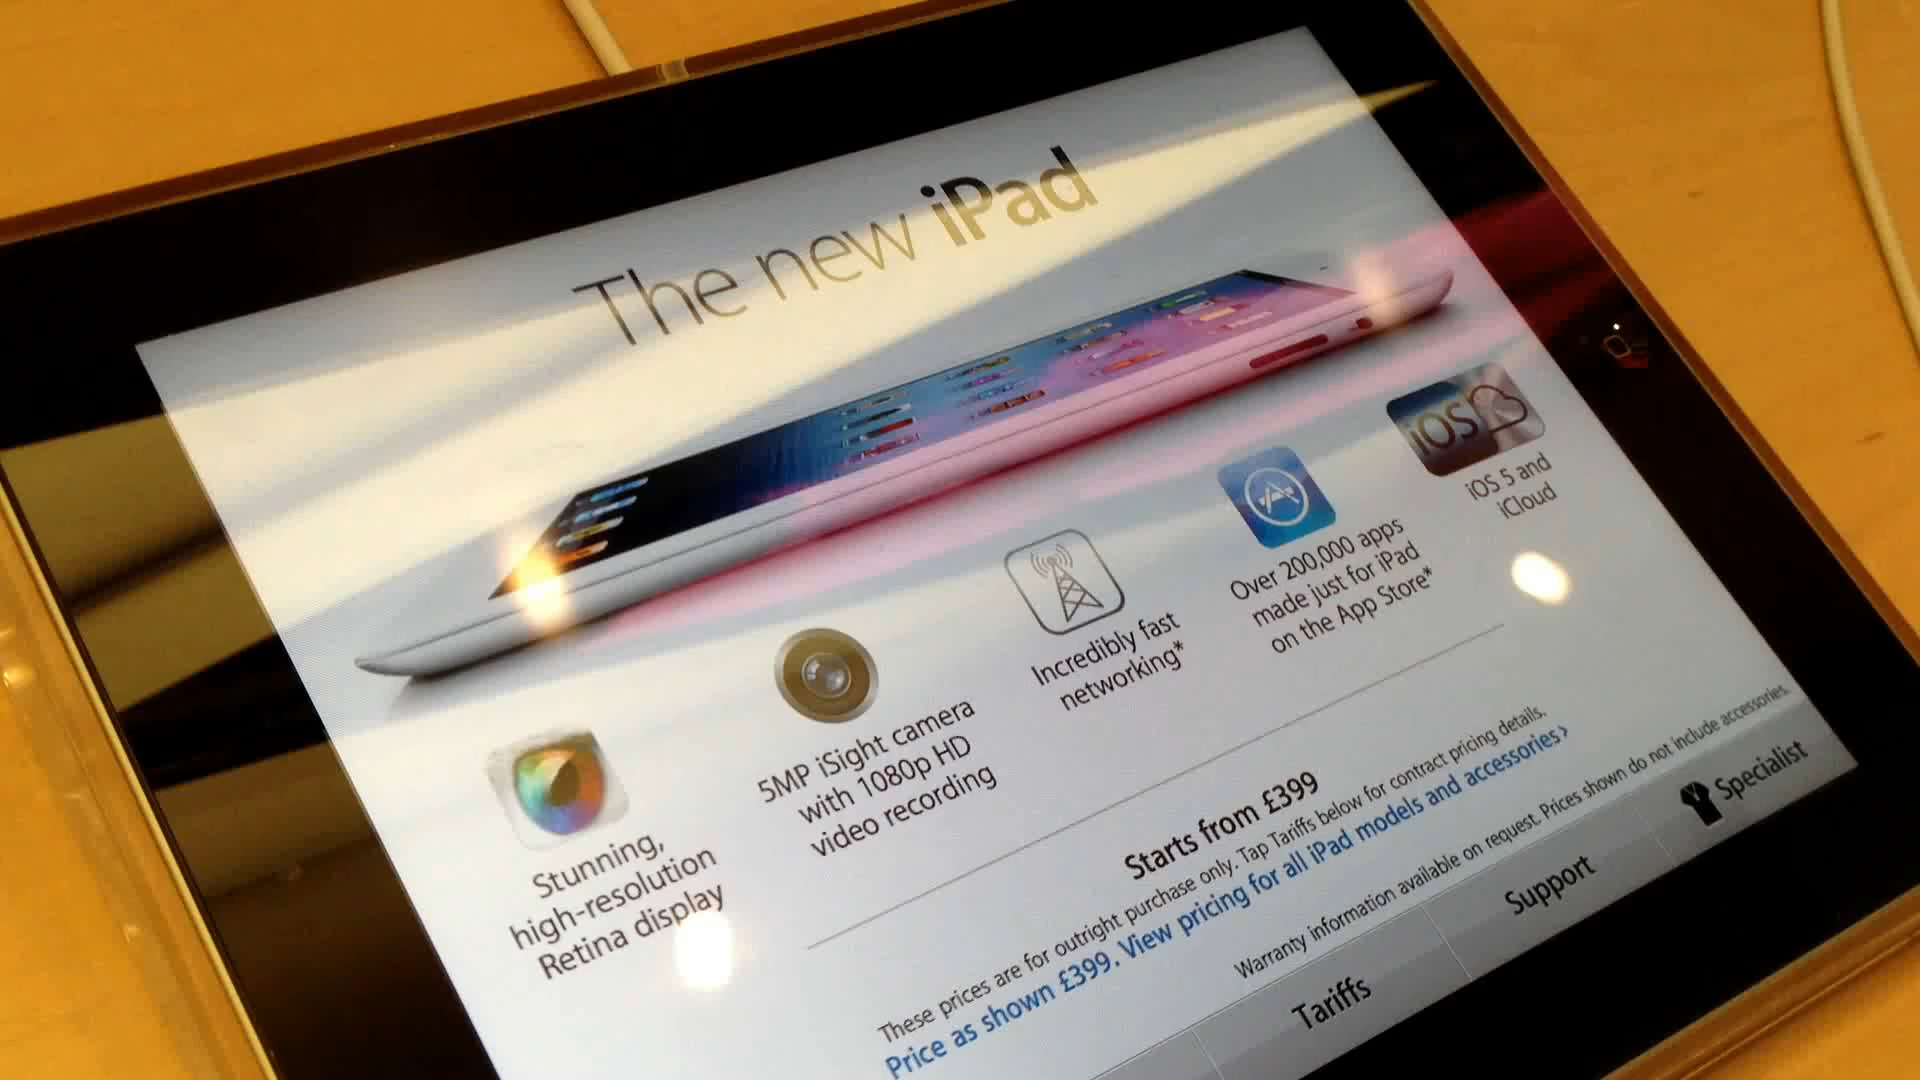 The new iPad
iOS
iOS 5 and
iCloud
Over 200,000 apps
made just for iPad
on the App Store*
Incredibly fast
networking*
5MP iSight camera
with 1080p HD
video recording
Stunning,
high-resolution
Retina display
Starts from £399
These prices are for outright purchase only. Tap Tariffs below for contract pricing details.
Price as shown £399. View pricing for all iPad models and accessories›
Warranty information available on request. Prices shown do not include accessories.
Tariffs
Support
Specialist